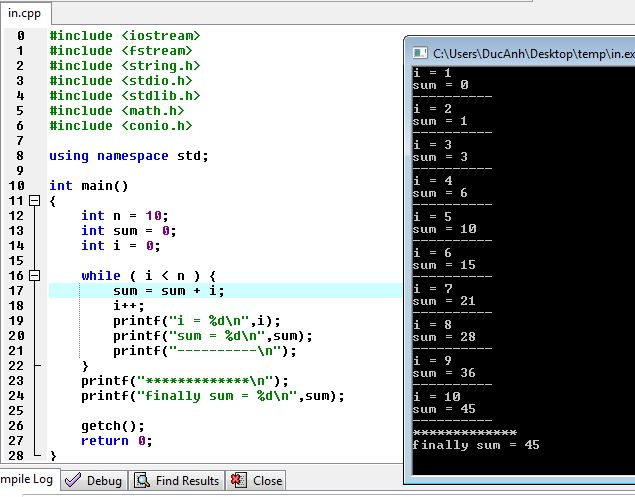 in.cpp
0 #include <iostream>
1 #include <fstream>
2 #include <string.h>
3 #include <stdio.h>
4 #include <stdlib.h>
5 #include <math.h>
6 #include <conio.h>
7
8 using namespace std;
9
10 int main()
11 {
12 int n = 10;
13 int sum = 0;
14 int i = 0;
15
16 while ( i < n ) {
17 sum = sum + i;
18 i++;
19 printf("i = %d\n",i);
20 printf("sum = %d\n",sum);
21 printf("----------\n");
22 }
23 printf("*************\n");
24 printf("finally sum = %d\n",sum);
25
26 getch();
27 return 0;
28 }
mpile Log Debug Find Results Close
C:\Users\DucAnh\Desktop\temp\in.ex
i = 1
sum = 0
----------
i = 2
sum = 1
----------
i = 3
sum = 3
----------
i = 4
sum = 6
----------
i = 5
sum = 10
----------
i = 6
sum = 15
----------
i = 7
sum = 21
----------
i = 8
sum = 28
----------
i = 9
sum = 36
----------
i = 10
sum = 45
----------
*************
finally sum = 45